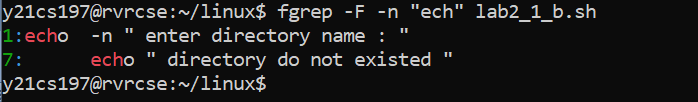 y21cs197@rvrcse:~/linux$ fgrep -F -n "ech" lab2_1_b.sh
1:echo  -n " enter directory name : "
7:      echo " directory do not existed "
y21cs197@rvrcse:~/linux$